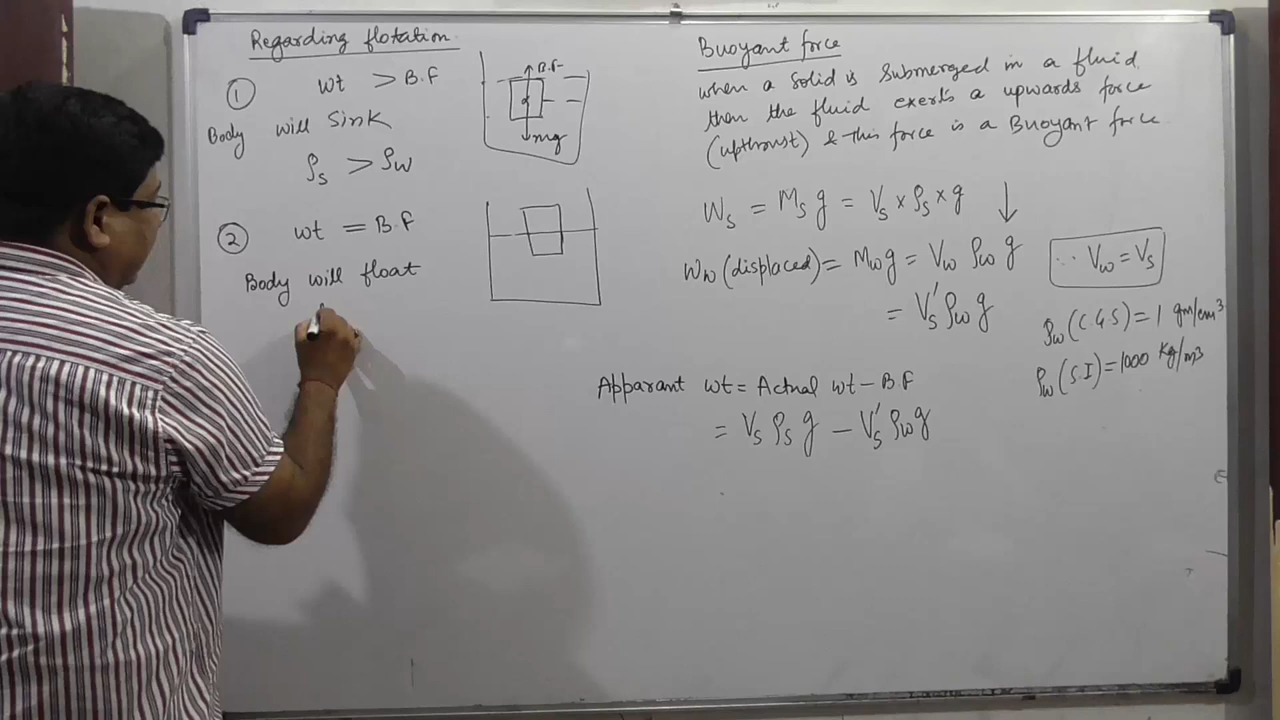 Regarding flotation
① wt > B.F
Body will sink
ρs > ρw
② wt = B.F
Body will float
B.F
mg
Buoyant force
when a solid is submerged in a fluid
then the fluid exerts a upwards force
(upthrust) & this force is a Buoyant force
Ws = Ms g = Vs × ρs × g ↓
Ww (displaced) = Mw g = Vw ρw g
= Vs' ρw g
∵ Vw = Vs
ρw (C.G.S) = 1 gm/cm³
ρw (S.I) = 1000 Kg/m³
Apparant wt = Actual wt - B.F
= Vs ρs g - Vs' ρw g